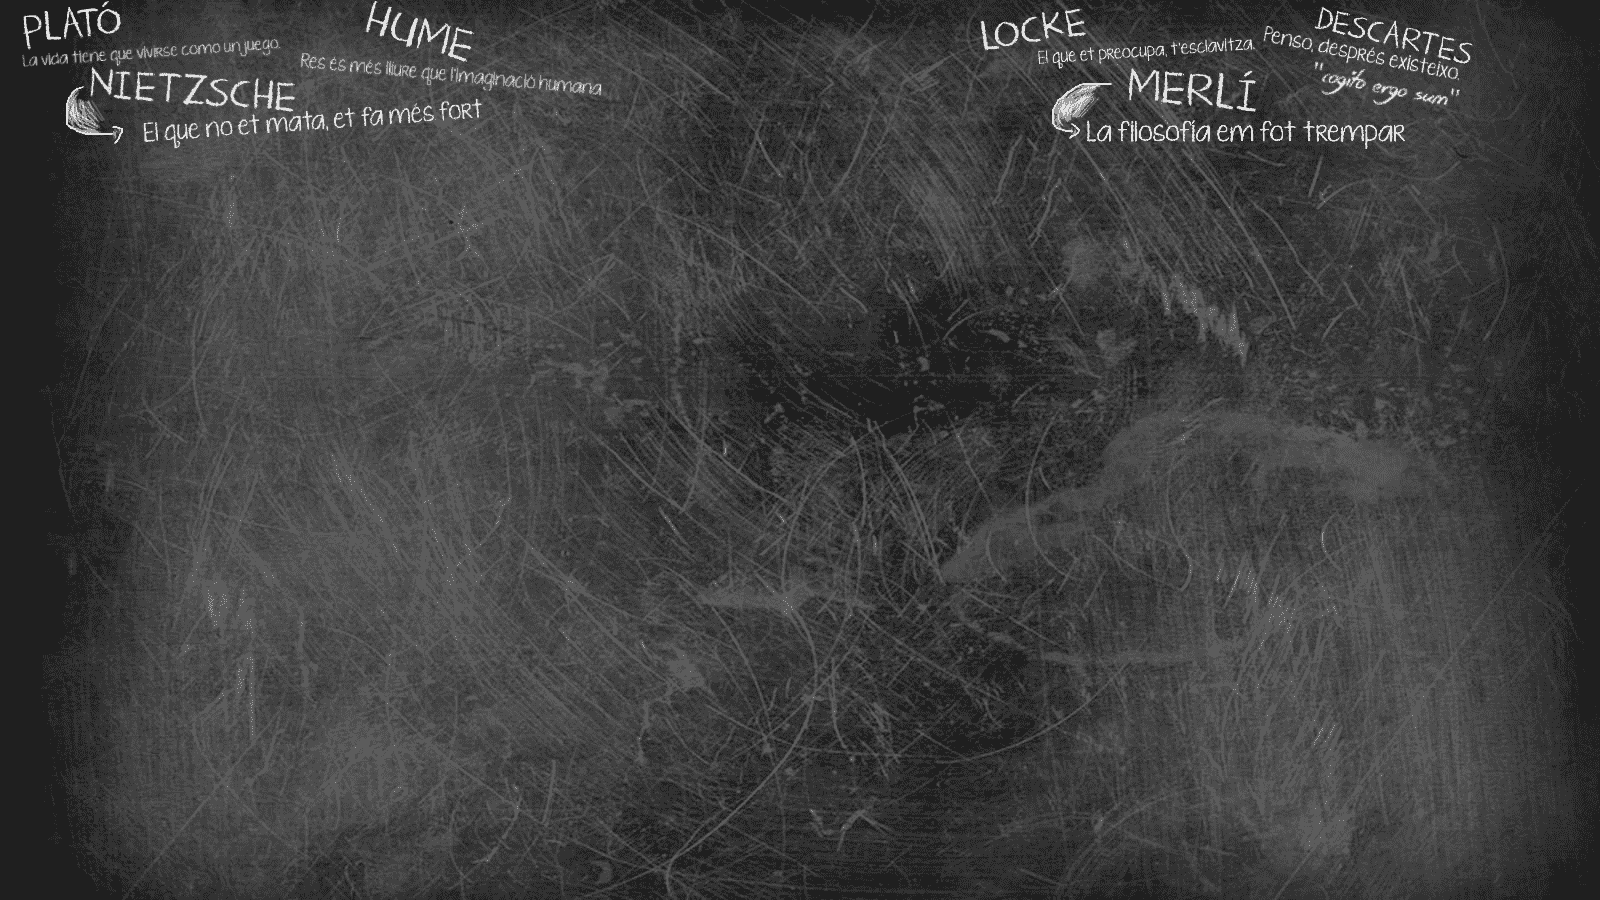 PLATÓ
La vida tiene que vivirse como un juego.
NIETZSCHE
El que no et mata, et fa més fort
HUME
Res és més lliure que l'imaginació humana
LOCKE
El que et preocupa, t'esclavitza.
MERLÍ
La filosofía em fot trempar
DESCARTES
Penso, després existeixo.
"cogito ergo sum"